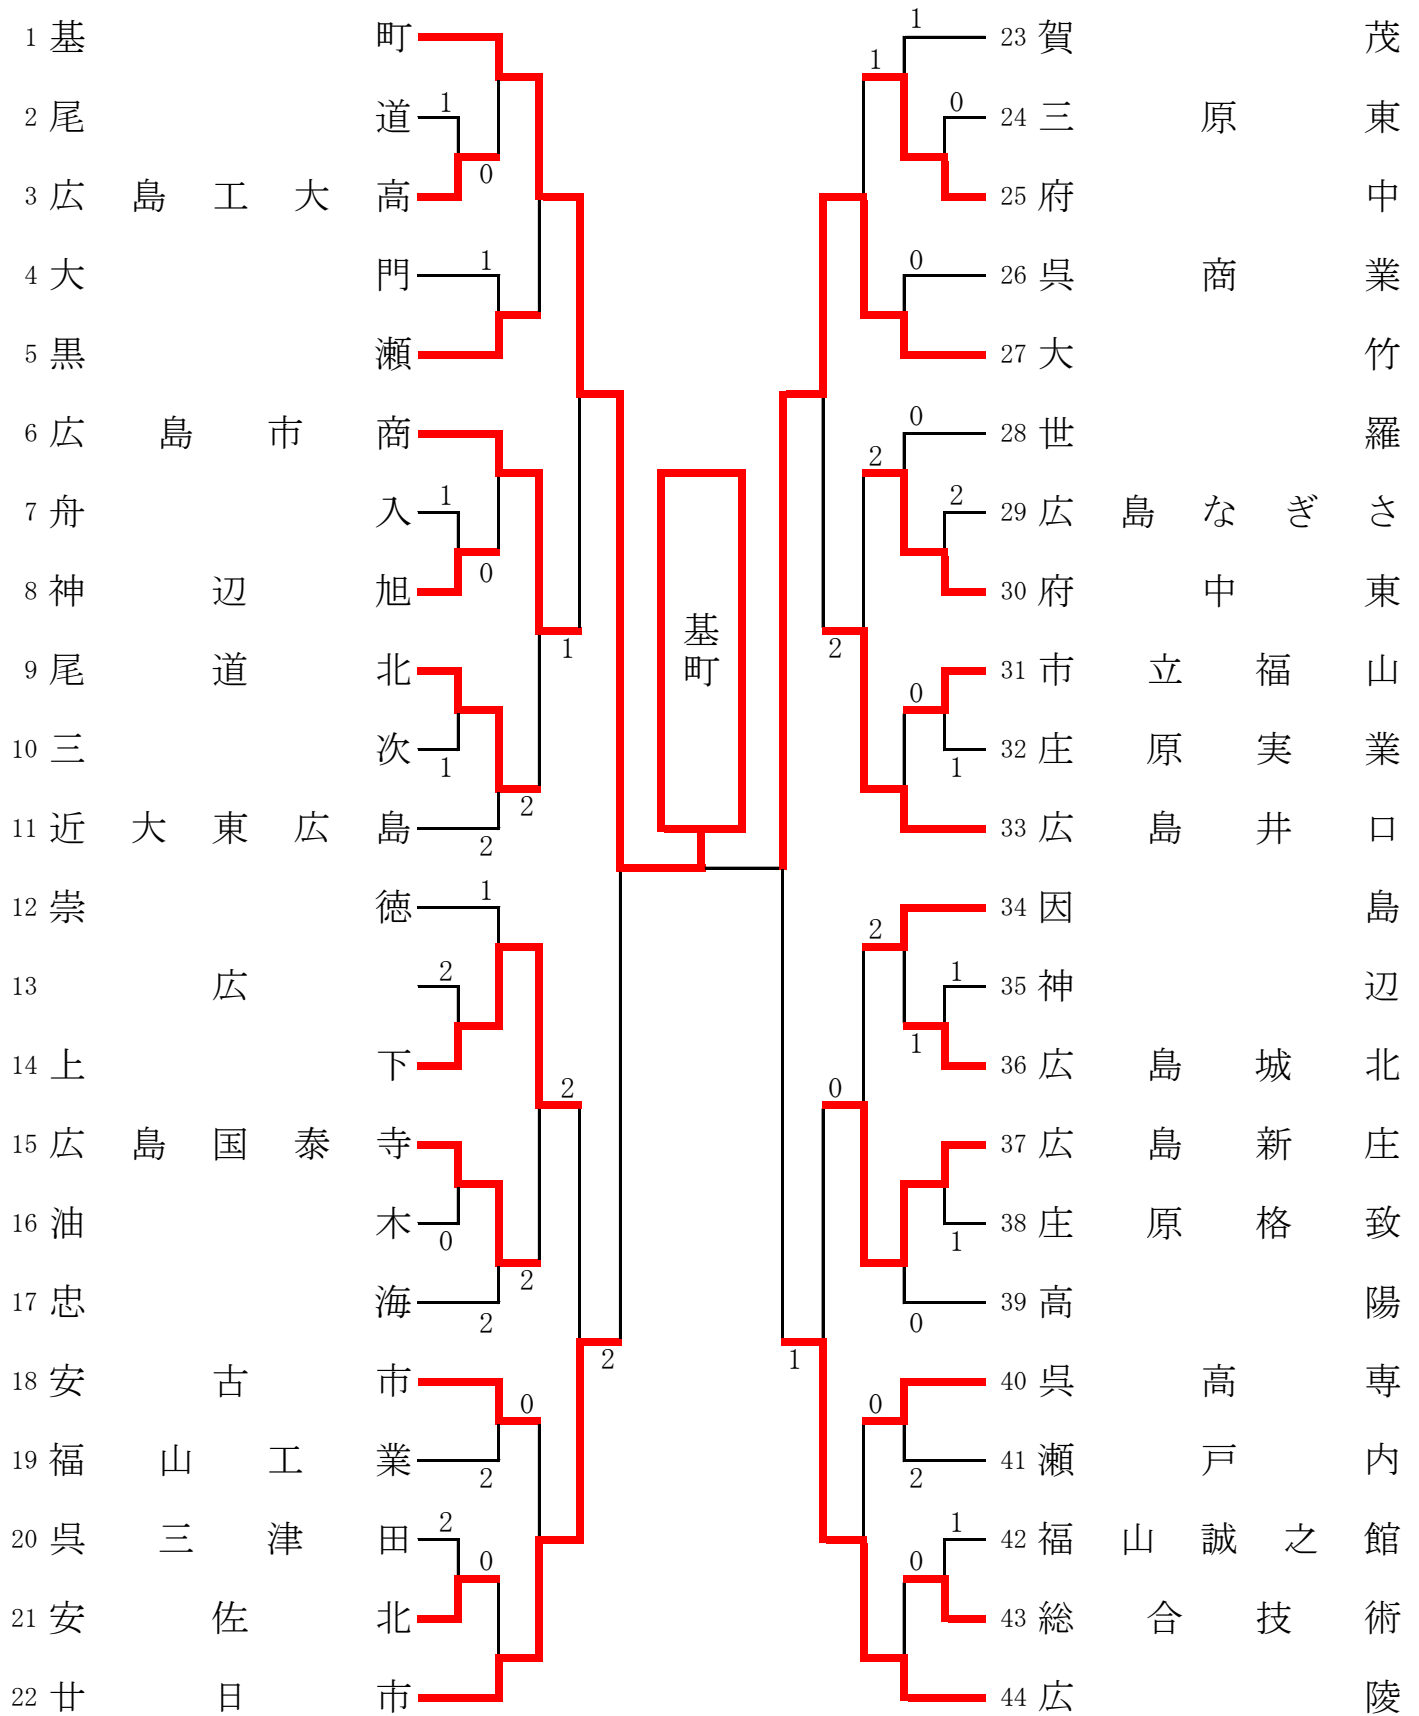 1 基町
2 尾道 1
0
3 広島工大高
4 大門 1
5 黒瀬
6 広島市商
7 舟入 1
0
8 神辺旭
1
9 尾道北
10 三次 1
2
11 近大東広島 2
12 崇徳 1
13 広 2
14 上下
2
15 広島国泰寺
16 油木 0
2
17 忠海 2
2
18 安古市
0
19 福山工業 2
20 呉三津田 2
0
21 安佐北
22 廿日市
基町
1 23 賀茂
1
0 24 三原東
25 府中
0 26 呉商業
27 大竹
0 28 世羅
2
2 29 広島なぎさ
30 府中東
2
31 市立福山
0
1 32 庄原実業
33 広島井口
34 因島
2
1 35 神辺
1
36 広島城北
0
37 広島新庄
1 38 庄原格致
0 39 高陽
1
40 呉高専
0
2 41 瀬戸内
1 42 福山誠之館
0
43 総合技術
44 広陵